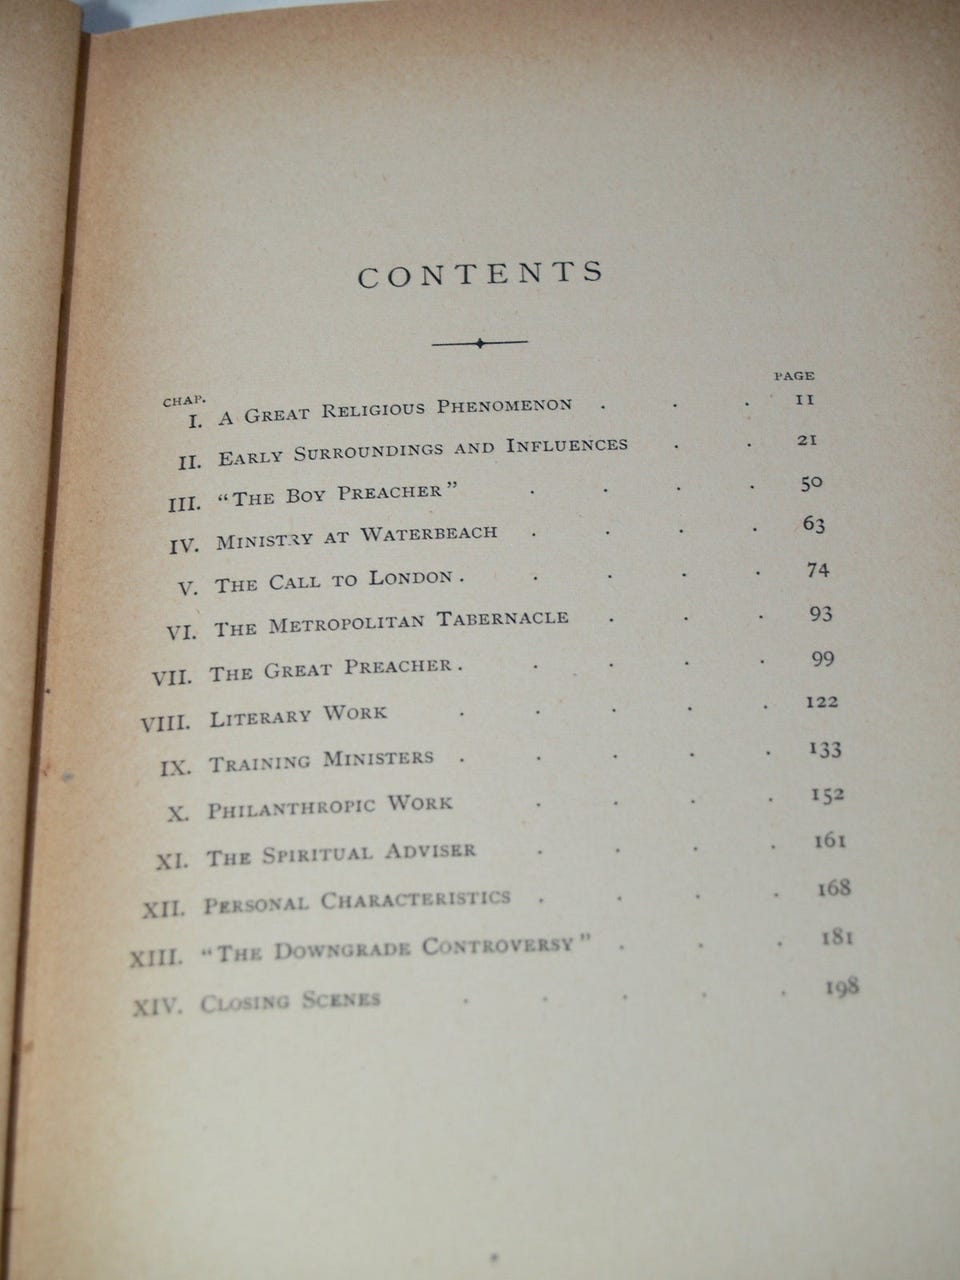 CONTENTS
PAGE
CHAP.
I. A GREAT RELIGIOUS PHENOMENON . . . 11
II. EARLY SURROUNDINGS AND INFLUENCES . . 21
III. "THE BOY PREACHER" . . . . 50
IV. MINISTRY AT WATERBEACH . . . . 63
V. THE CALL TO LONDON . . . . . 74
VI. THE METROPOLITAN TABERNACLE . . . 93
VII. THE GREAT PREACHER . . . . . 99
VIII. LITERARY WORK . . . . . 122
IX. TRAINING MINISTERS . . . . . 133
X. PHILANTHROPIC WORK . . . . 152
XI. THE SPIRITUAL ADVISER . . . . 161
XII. PERSONAL CHARACTERISTICS . . . . 168
XIII. "THE DOWNGRADE CONTROVERSY" . . . 181
XIV. CLOSING SCENES . . . . . 198